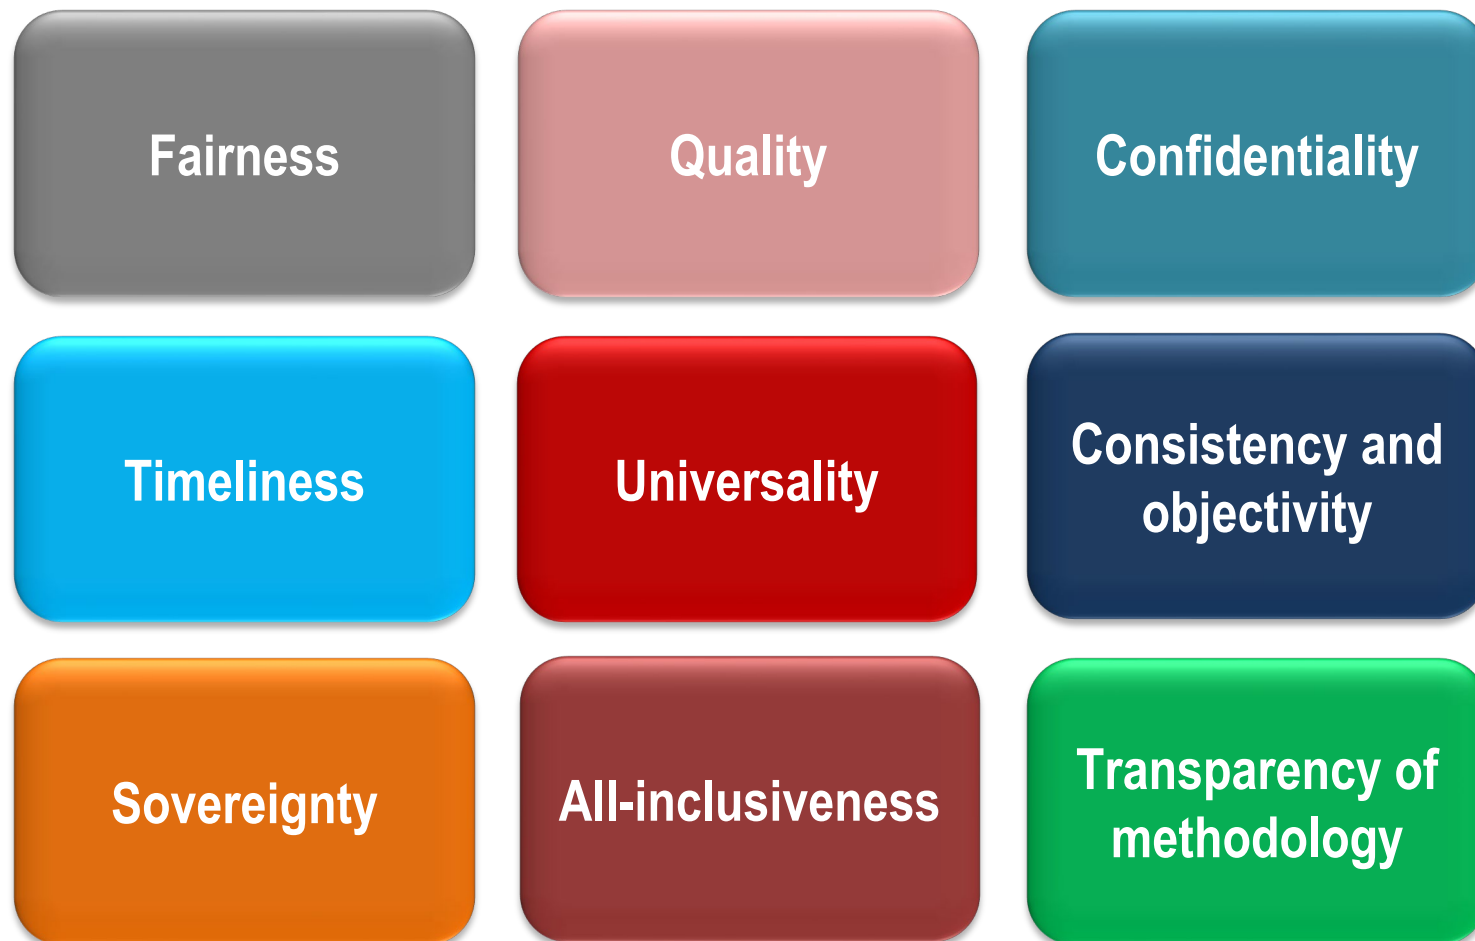 Fairness
Quality
Confidentiality
Timeliness
Universality
Consistency and
objectivity
Sovereignty
All-inclusiveness
Transparency of
methodology